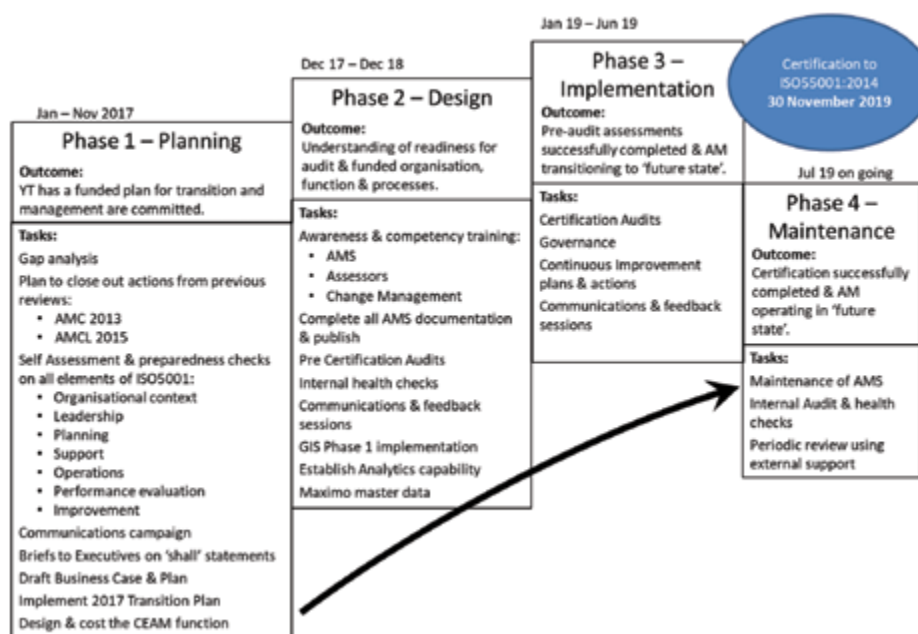 Jan – Nov 2017
Phase 1 – Planning
Outcome:
YT has a funded plan for transition and
management are committed.
Tasks:
Gap analysis
Plan to close out actions from previous
reviews:
• AMC 2013
• AMCL 2015
Self Assessment & preparedness checks
on all elements of ISO5001:
• Organisational context
• Leadership
• Planning
• Support
• Operations
• Performance evaluation
• Improvement
Communications campaign
Briefs to Executives on ‘shall’ statements
Draft Business Case & Plan
Implement 2017 Transition Plan
Design & cost the CEAM function
Dec 17 – Dec 18
Phase 2 – Design
Outcome:
Understanding of readiness for
audit & funded organisation,
function & processes.
Tasks:
Awareness & competency training:
• AMS
• Assessors
• Change Management
Complete all AMS documentation
& publish
Pre Certification Audits
Internal health checks
Communications & feedback
sessions
GIS Phase 1 implementation
Establish Analytics capability
Maximo master data
Jan 19 – Jun 19
Phase 3 –
Implementation
Outcome:
Pre-audit assessments
successfully completed & AM
transitioning to ‘future state’.
Tasks:
Certification Audits
Governance
Continuous Improvement
plans & actions
Communications & feedback
sessions
Certification to
ISO55001:2014
30 November 2019
Jul 19 on going
Phase 4 –
Maintenance
Outcome:
Certification successfully
completed & AM
operating in ‘future
state’.
Tasks:
Maintenance of AMS
Internal Audit & health
checks
Periodic review using
external support